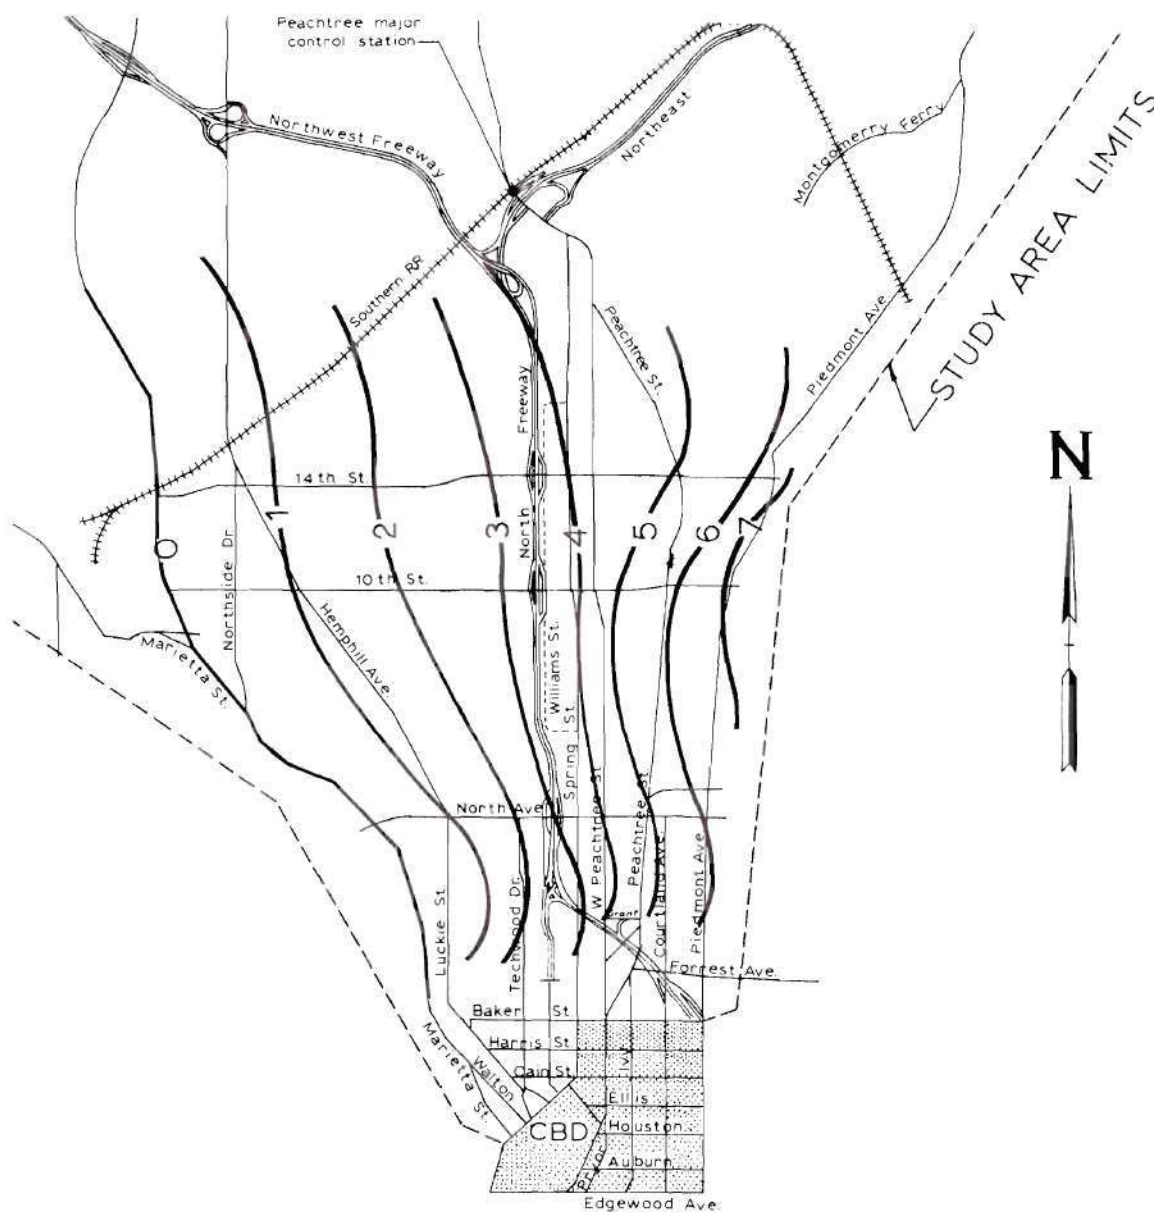 Peachtree major
control station
Northwest Freeway
Northeast
Montgomerry Ferry
STUDY AREA LIMITS
Southern RR
Peachtree St.
Piedmont Ave
Freeway
N
14 th St.
North
0
1
2
3
4
5
6
7
Northside Dr.
10 th St.
Hemphill Ave.
Marietta St.
Williams St.
Spring St.
North Ave
W Peachtree St
Peachtree St
Courtland Ave.
Piedmont Ave
Luckie St.
Techwood Dr.
Forrest Ave.
Baker St.
Harris St
Cain St.
Walton
Marietta St.
Ivy
Ellis
CBD
Houston
Auburn
Pryor
Edgewood Ave.